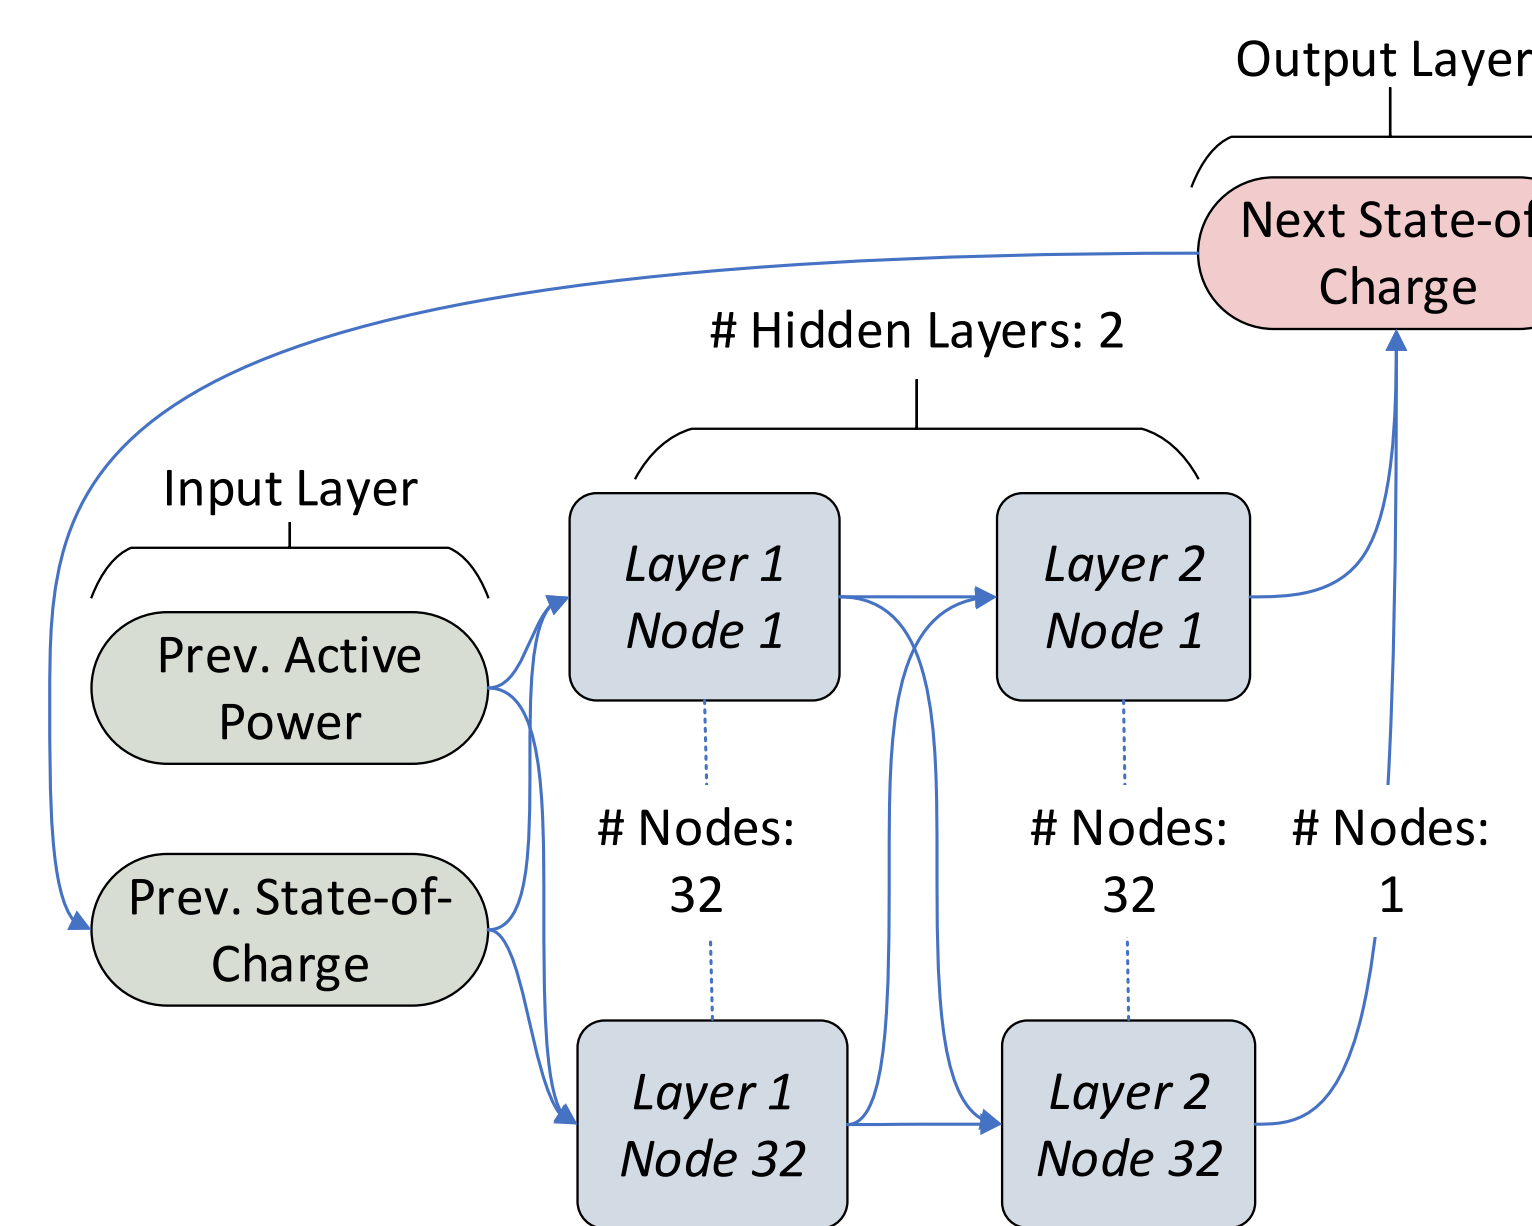 Output Layer
Next State-of
Charge
# Hidden Layers: 2
Input Layer
Prev. Active
Power
Prev. State-of-
Charge
Layer 1
Node 1
Layer 2
Node 1
# Nodes:
32
# Nodes:
32
# Nodes:
1
Layer 1
Node 32
Layer 2
Node 32